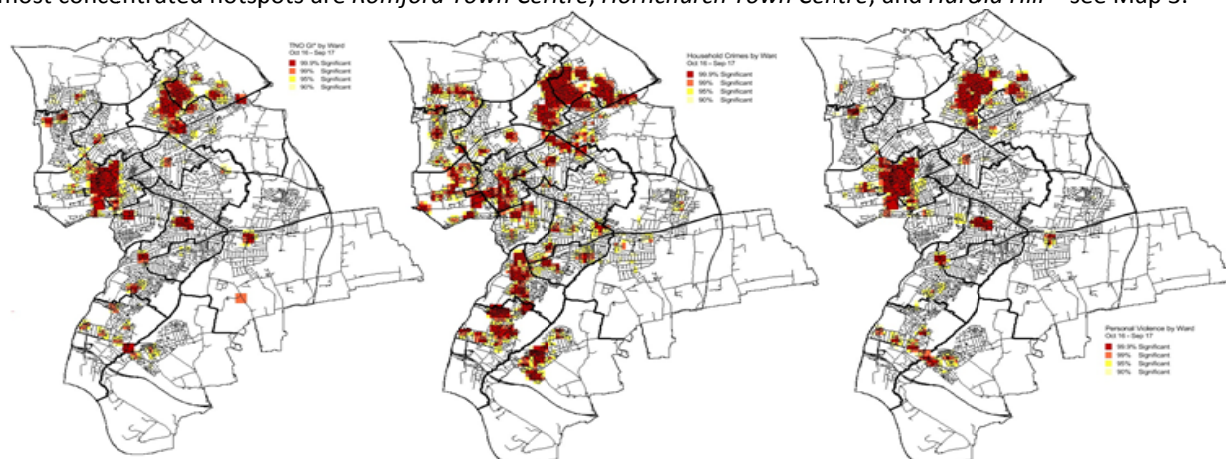 most concentrated hotspots are Romford Town Centre, Hornchurch Town Centre, and Harold Hill – see Map 3.
TNO Gi* by Ward
Oct 16 - Sep 17
99.9% Significant
99% Significant
95% Significant
90% Significant
Household Crimes by Ward
Oct 16 - Sep 17
99.9% Significant
99% Significant
95% Significant
90% Significant
Personal Violence by Ward
Oct 16 - Sep 17
99.9% Significant
99% Significant
95% Significant
90% Significant